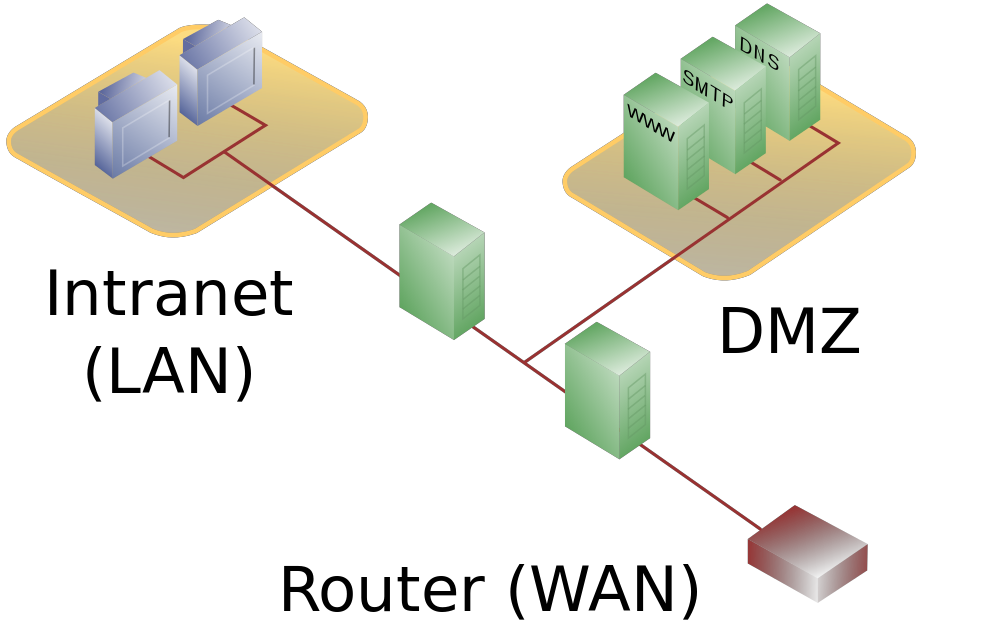 DNS
SMTP
WWW
Intranet
(LAN)
DMZ
Router (WAN)